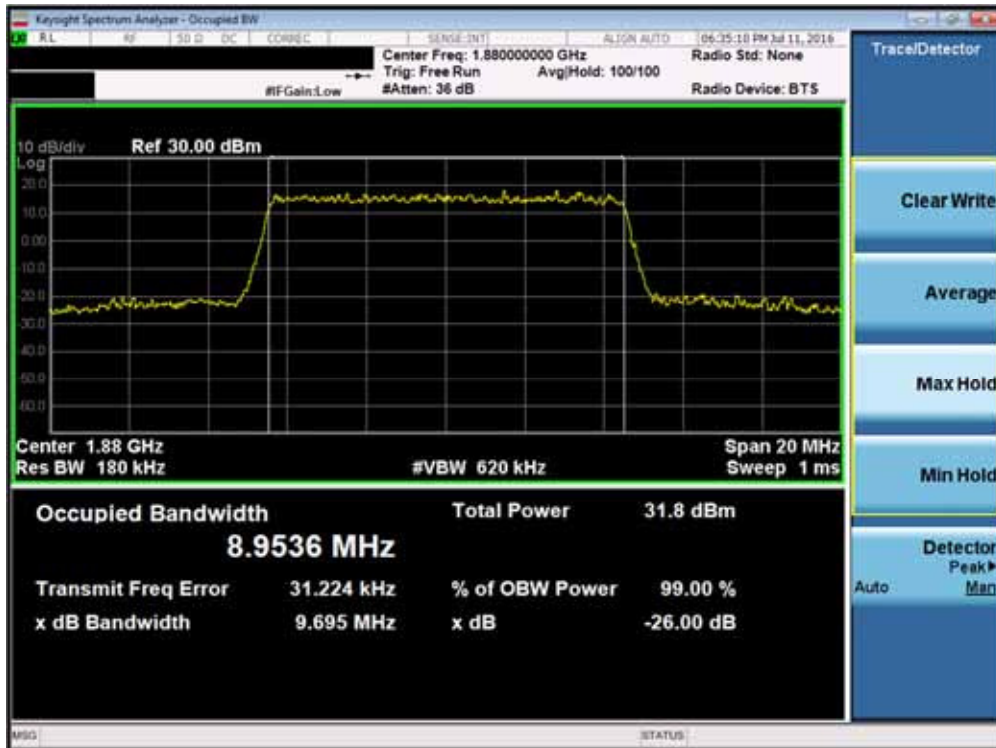 Keysight Spectrum Analyzer - Occupied BW
RL RF 50 Ω DC CORREC SENSE:INT ALIGN AUTO 06:35:10 PM Jul 11, 2016
Center Freq: 1.880000000 GHz Radio Std: None
Trig: Free Run Avg|Hold: 100/100
#IFGain:Low #Atten: 36 dB Radio Device: BTS
Trace/Detector
10 dB/div Ref 30.00 dBm
Log
20.0
10.0
0.00
-10.0
-20.0
-30.0
-40.0
-50.0
-60.0
Center 1.88 GHz Span 20 MHz
Res BW 180 kHz #VBW 620 kHz Sweep 1 ms
Occupied Bandwidth Total Power 31.8 dBm
8.9536 MHz
Transmit Freq Error 31.224 kHz % of OBW Power 99.00 %
x dB Bandwidth 9.695 MHz x dB -26.00 dB
Clear Write
Average
Max Hold
Min Hold
Detector
Peak▶
Auto Man
MSG STATUS